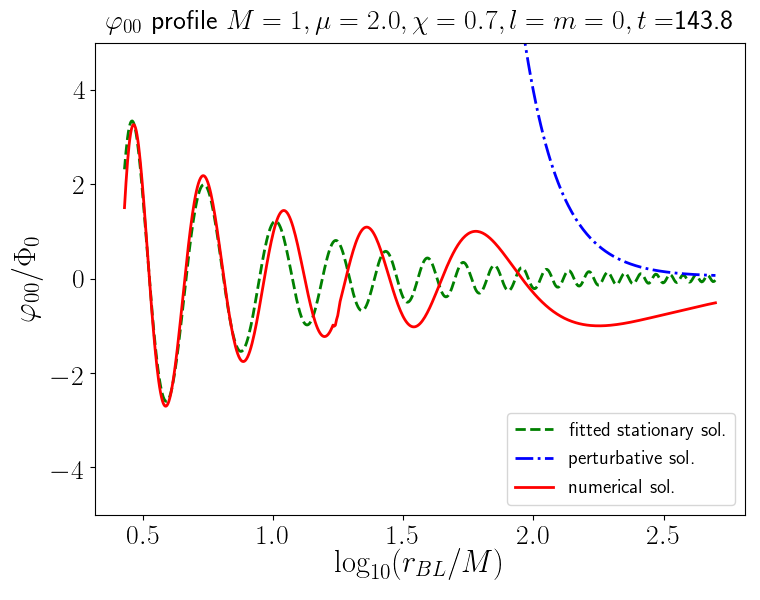 φ₀₀ profile M = 1, μ = 2.0, χ = 0.7, l = m = 0, t =143.8
φ₀₀/Φ₀
4
2
0
−2
−4
fitted stationary sol.
perturbative sol.
numerical sol.
0.5 1.0 1.5 2.0 2.5
log₁₀(r_BL/M)